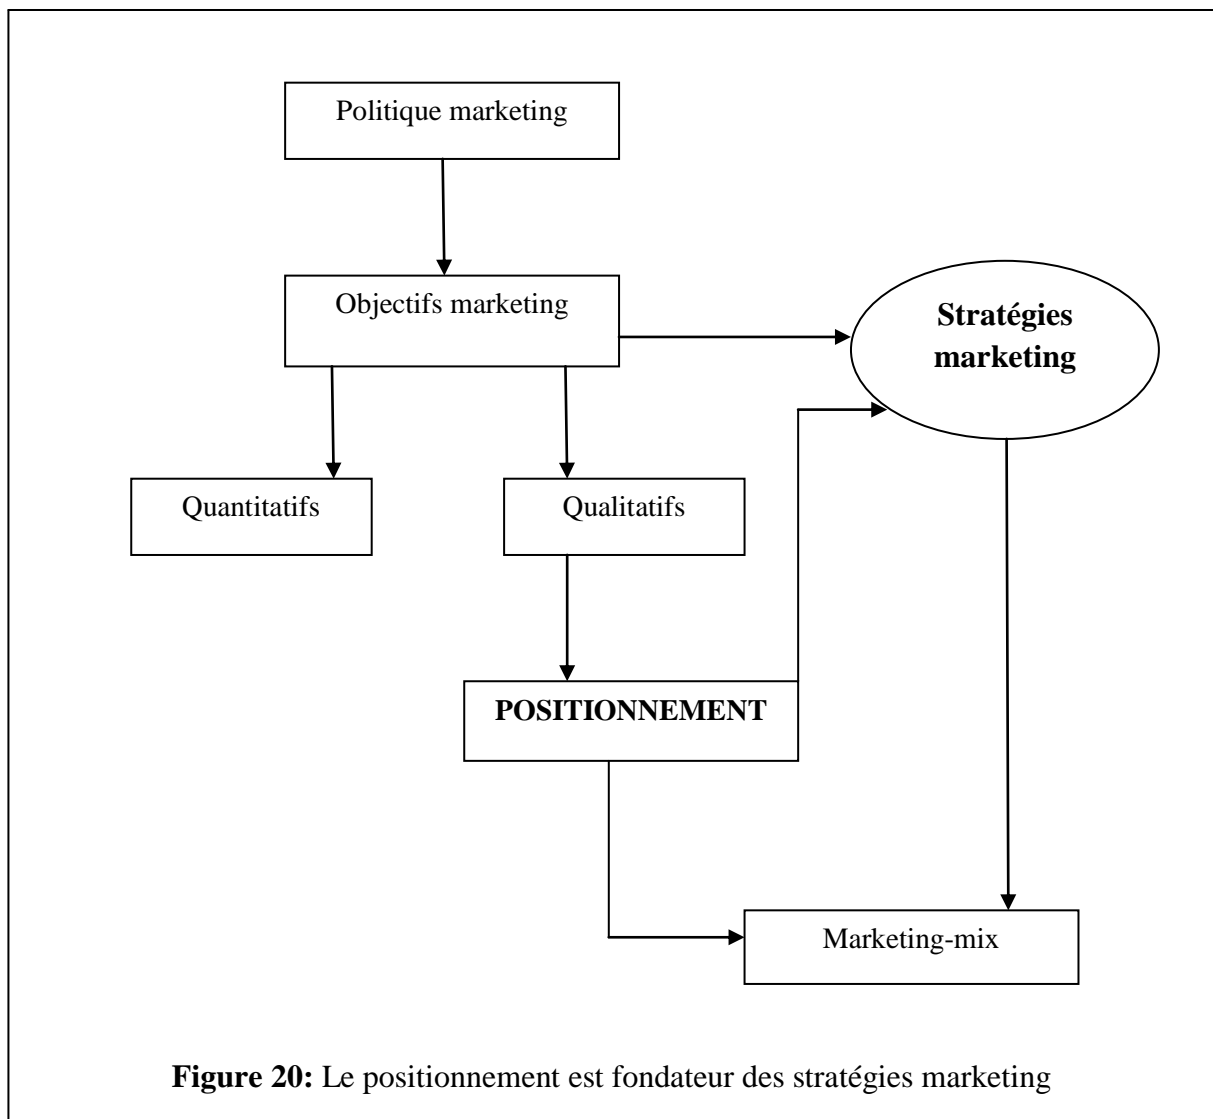 Politique marketing
Objectifs marketing
Stratégies
marketing
Quantitatifs
Qualitatifs
POSITIONNEMENT
Marketing-mix
Figure 20: Le positionnement est fondateur des stratégies marketing